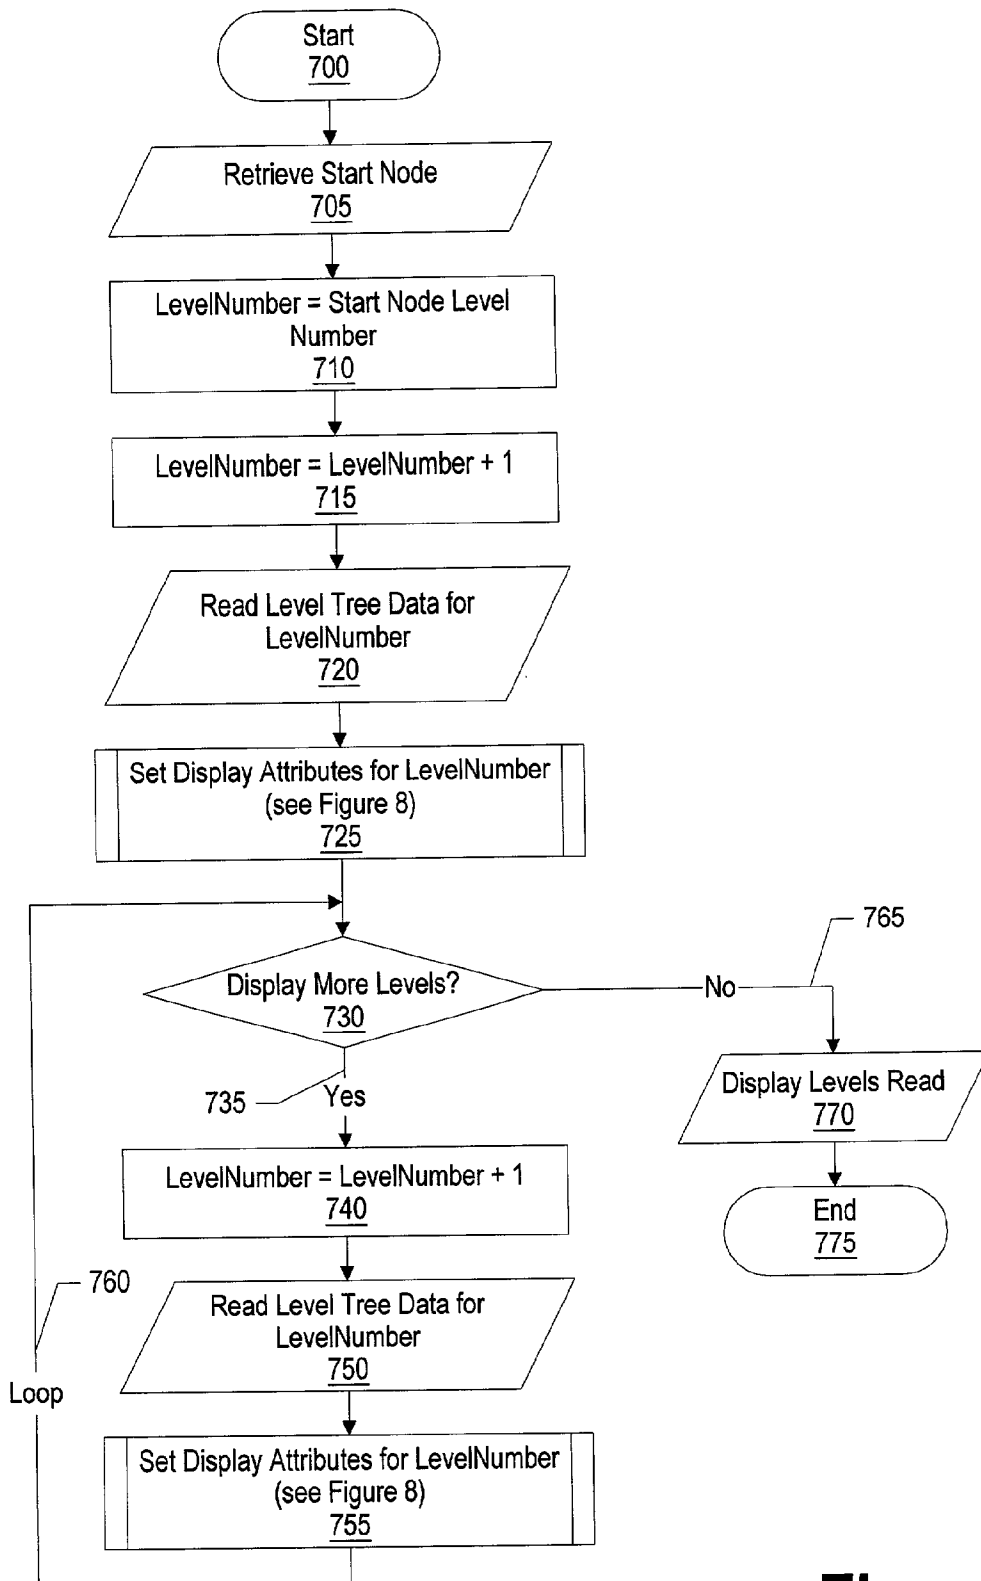 Start
700
Retrieve Start Node
705
LevelNumber = Start Node Level
Number
710
LevelNumber = LevelNumber + 1
715
Read Level Tree Data for
LevelNumber
720
Set Display Attributes for LevelNumber
(see Figure 8)
725
765
Display More Levels?
730
No
735
Yes
Display Levels Read
770
LevelNumber = LevelNumber + 1
740
End
775
760
Read Level Tree Data for
LevelNumber
750
Loop
Set Display Attributes for LevelNumber
(see Figure 8)
755